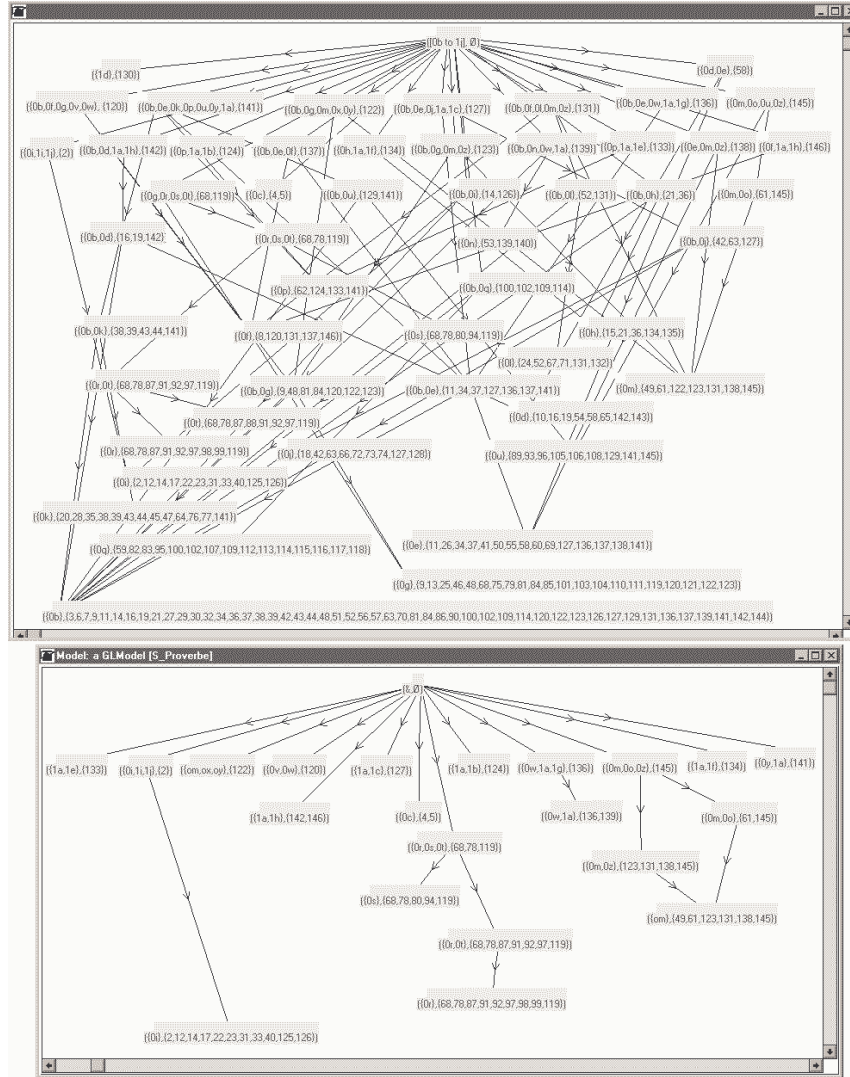 ({[0b to 1j], Ø)
({1d},{130})
({0d,0e},{58})
({0b,0f,0g,0v,0w}, {120})
({0b,0e,0k,0p,0u,0y,1a},{141})
({0b,0g,0m,0x,0y},{122})
({0b,0e,0j,1a,1c},{127})
({0b,0f,0l,0m,0z},{131})
({0b,0e,0w,1a,1g},{136})
({0m,0o,0u,0z},{145})
({0i,1i,1j},{2})
({0b,0d,1a,1h},{142})
({0p,1a,1b},{124})
({0b,0e,0f},{137})
({0h,1a,1f},{134})
({0b,0g,0m,0z},{123})
({0b,0n,0w,1a},{139})
({0p,1a,1e},{133})
({0e,0m,0z},{138})
({0f,1a,1h},{146})
({0g,0r,0s,0t},{68,119})
({0c},{4,5})
({0b,0u},{129,141})
({0b,0i},{14,126})
({0b,0l},{52,131})
({0b,0h},{21,36})
({0m,0o},{61,145})
({0b,0d},{16,19,142}
({0r,0s,0t},{68,78,119})
({0n},{53,139,140})
({0b,0j},{42,63,127})
({0p},{62,124,133,141})
({0b,0q},{100,102,109,114})
({0b,0k},{38,39,43,44,141})
({0f},{8,120,131,137,146})
({0s},{68,78,80,94,119})
({0h},{15,21,36,134,135})
({0l},{24,52,67,71,131,132})
({0r,0t},{68,78,87,91,92,97,119})
({0b,0g},{9,48,81,84,120,122,123})
({0b,0e},{11,34,37,127,136,137,141})
({0m},{49,61,122,123,131,138,145})
({0t},{68,78,87,88,91,92,97,119})
({0d},{10,16,19,54,58,65,142,143})
({0r},{68,78,87,91,92,97,98,99,119})
({0j},{18,42,63,66,72,73,74,127,128})
({0u},{89,93,96,105,106,108,129,141,145})
({0i},{2,12,14,17,22,23,31,33,40,125,126})
({0k},{20,28,35,38,39,43,44,45,47,64,76,77,141})
({0q},{59,82,83,95,100,102,107,109,112,113,114,115,116,117,118})
({0e},{11,26,34,37,41,50,55,58,60,69,127,136,137,138,141})
({0g},{9,13,25,46,48,68,75,79,81,84,85,101,103,104,110,111,119,120,121,122,123})
({0b},{3,6,7,9,11,14,16,19,21,27,29,30,32,34,36,37,38,39,42,43,44,48,51,52,56,57,63,70,81,84,86,90,100,102,109,114,120,122,123,126,127,129,131,136,137,139,141,142,144})
Model: a GLModel [S_Proverbe]
({1a,1e},{133})
({0i,1i,1j},{2})
({om,ox,oy},{122})
({0v,0w},{120})
({1a,1c},{127})
({1a,1b},{124})
({0w,1a,1g},{136})
({0m,0o,0z},{145})
({1a,1f},{134})
({0y,1a},{141})
({1a,1h},{142,146})
({0c},{4,5})
({0w,1a},{136,139})
({0m,0o},{61,145})
({0r,0s,0t},{68,78,119})
({0m,0z},{123,131,138,145})
({0s},{68,78,80,94,119})
({om},{49,61,123,131,138,145})
({0r,0t},{68,78,87,91,92,97,119})
({0r},{68,78,87,91,92,97,98,99,119})
({0i},{2,12,14,17,22,23,31,33,40,125,126})